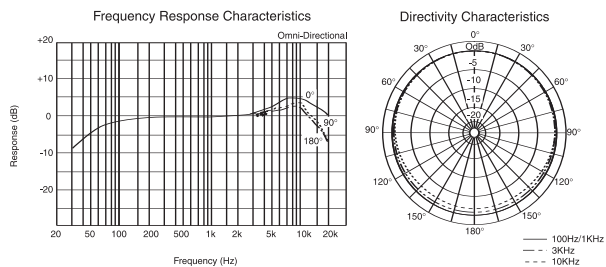 Frequency Response Characteristics
Omni-Directional
+20
+10
0
-10
-20
Response (dB)
0°
90°
180°
20 50 100 200 500 1k 2k 5k 10k 20k
Frequency (Hz)
Directivity Characteristics
0°
30° 30°
60° 60°
90° 90°
120° 120°
150° 150°
180°
0dB
-5
-10
-15
-20
100Hz/1KHz
3KHz
10KHz